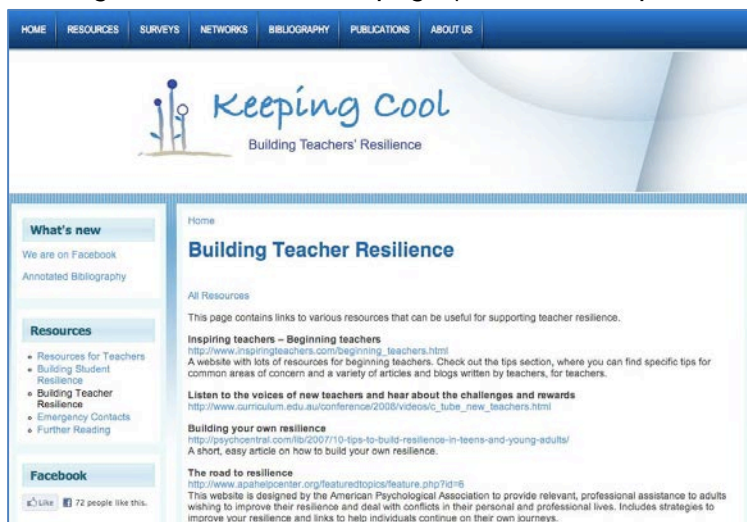 HOME RESOURCES SURVEYS NETWORKS BIBLIOGRAPHY PUBLICATIONS ABOUT US
Keeping Cool
Building Teachers' Resilience
What's new
We are on Facebook
Annotated Bibliography
Resources
Resources for Teachers
Building Student
Resilience
Building Teacher
Resilience
Emergency Contacts
Further Reading
Facebook
Like 72 people like this.
Home
Building Teacher Resilience
All Resources
This page contains links to various resources that can be useful for supporting teacher resilience.
Inspiring teachers – Beginning teachers
http://www.inspiringteachers.com/beginning_teachers.html
A website with lots of resources for beginning teachers. Check out the tips section, where you can find specific tips for
common areas of concern and a variety of articles and blogs written by teachers, for teachers.
Listen to the voices of new teachers and hear about the challenges and rewards
http://www.curriculum.edu.au/conference/2008/videos/c_tube_new_teachers.html
Building your own resilience
http://psychcentral.com/lib/2007/10-tips-to-build-resilience-in-teens-and-young-adults/
A short, easy article on how to build your own resilience.
The road to resilience
http://www.apahelpcenter.org/featuredtopics/feature.php?id=6
This website is designed by the American Psychological Association to provide relevant, professional assistance to adults
wishing to improve their resilience and deal with conflicts in their personal and professional lives. Includes strategies to
improve your resilience and links to help individuals continue on their own journeys.